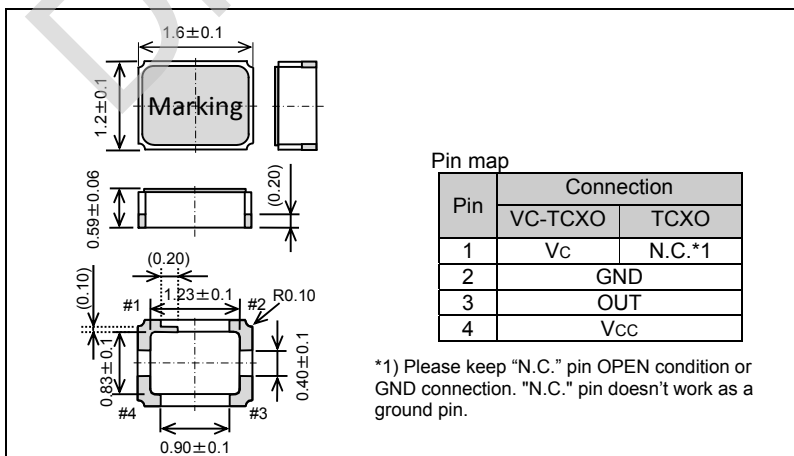 1.6±0.1
1.2±0.1
Marking
0.59±0.06
(0.20)
(0.20)
(0.10)
1.23±0.1
#1
#2
R0.10
0.83±0.1
0.40±0.1
#4
#3
0.90±0.1
Pin map
Pin Connection
VC-TCXO TCXO
1 Vc N.C.*1
2 GND
3 OUT
4 Vcc
*1) Please keep “N.C.” pin OPEN condition or
GND connection. "N.C." pin doesn’t work as a
ground pin.